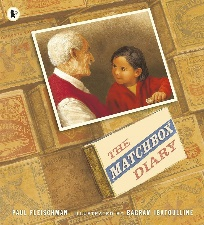 THE
MATCHBOX
DIARY
PAUL FLEISCHMAN BAGRAM IBATOULLINE